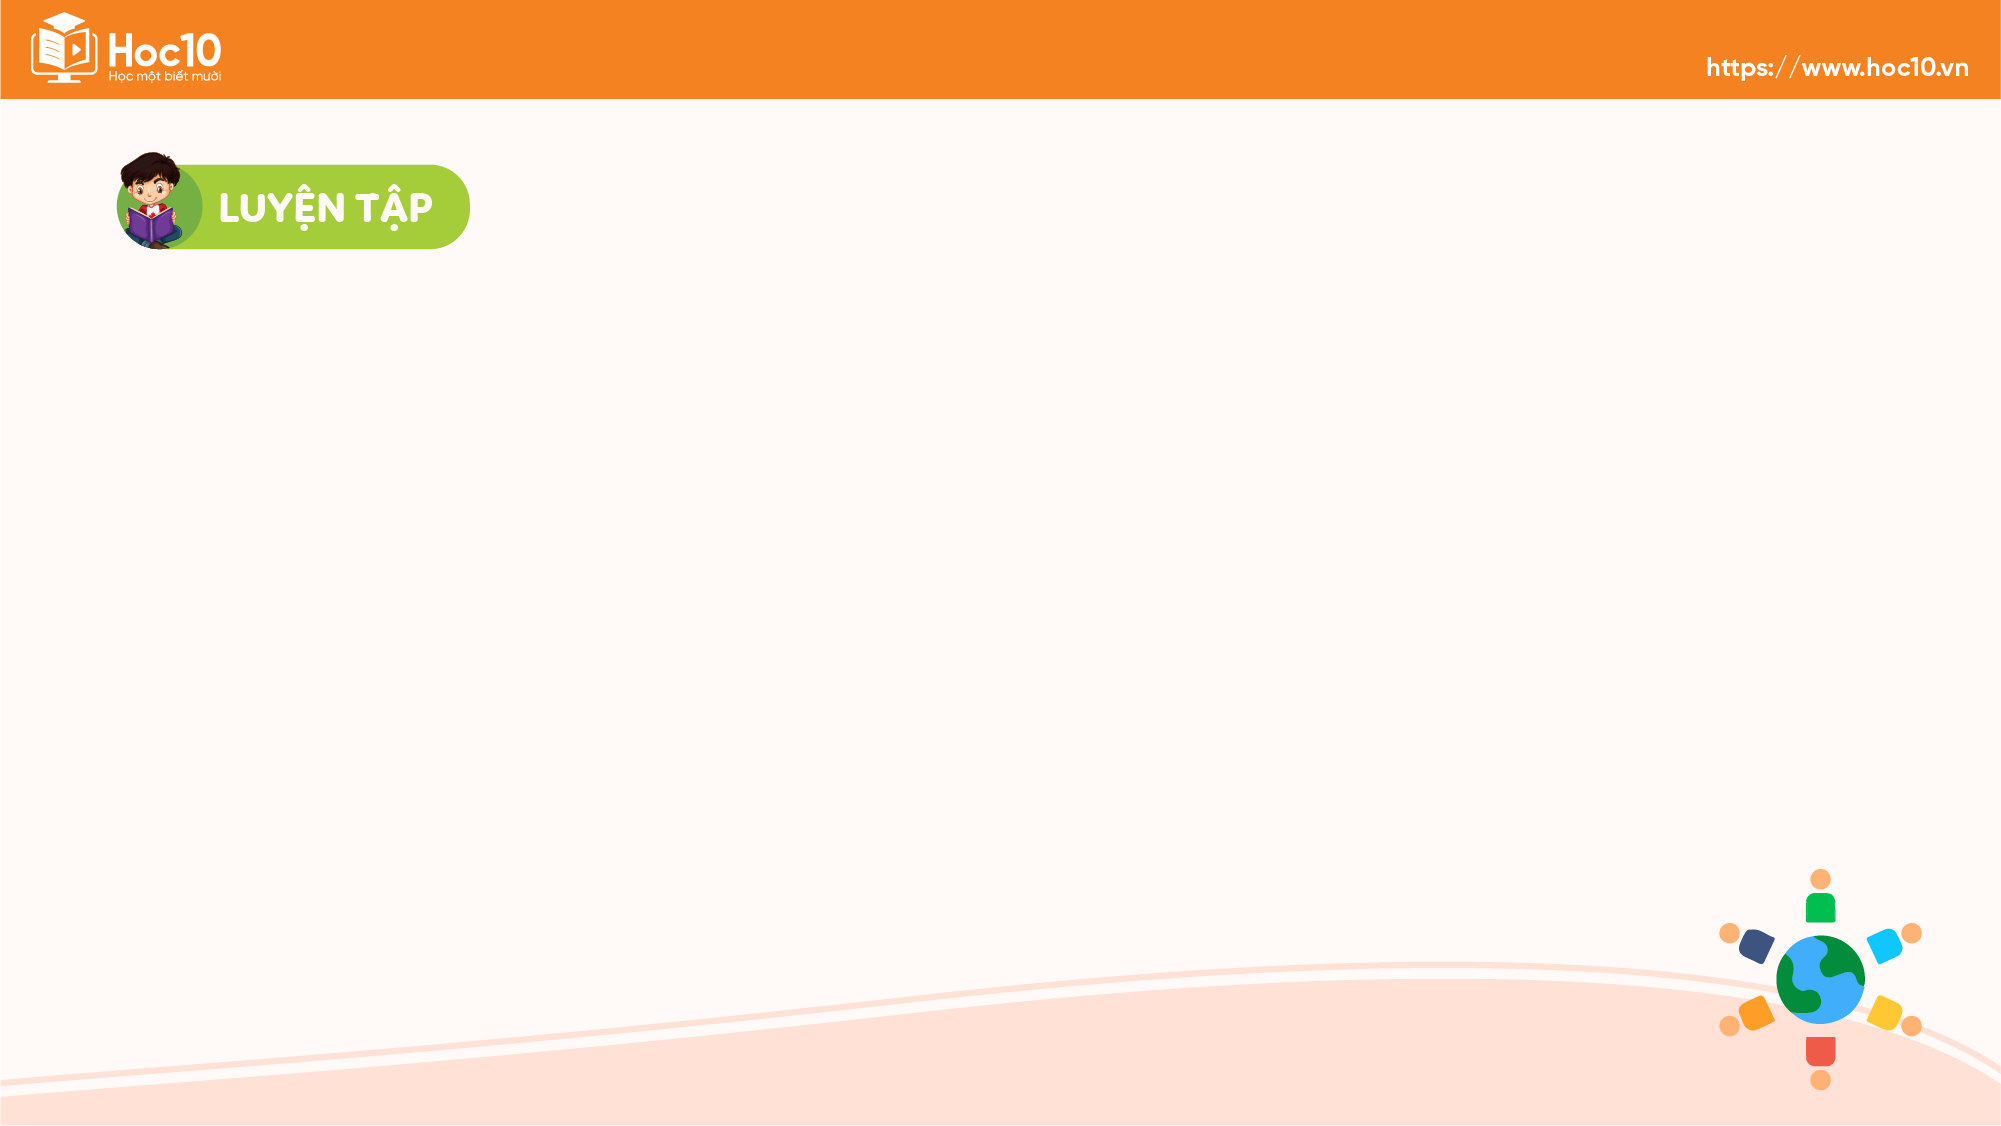 Hoc10
Học một biết mười
https://www.hoc10.vn
LUYỆN TẬP